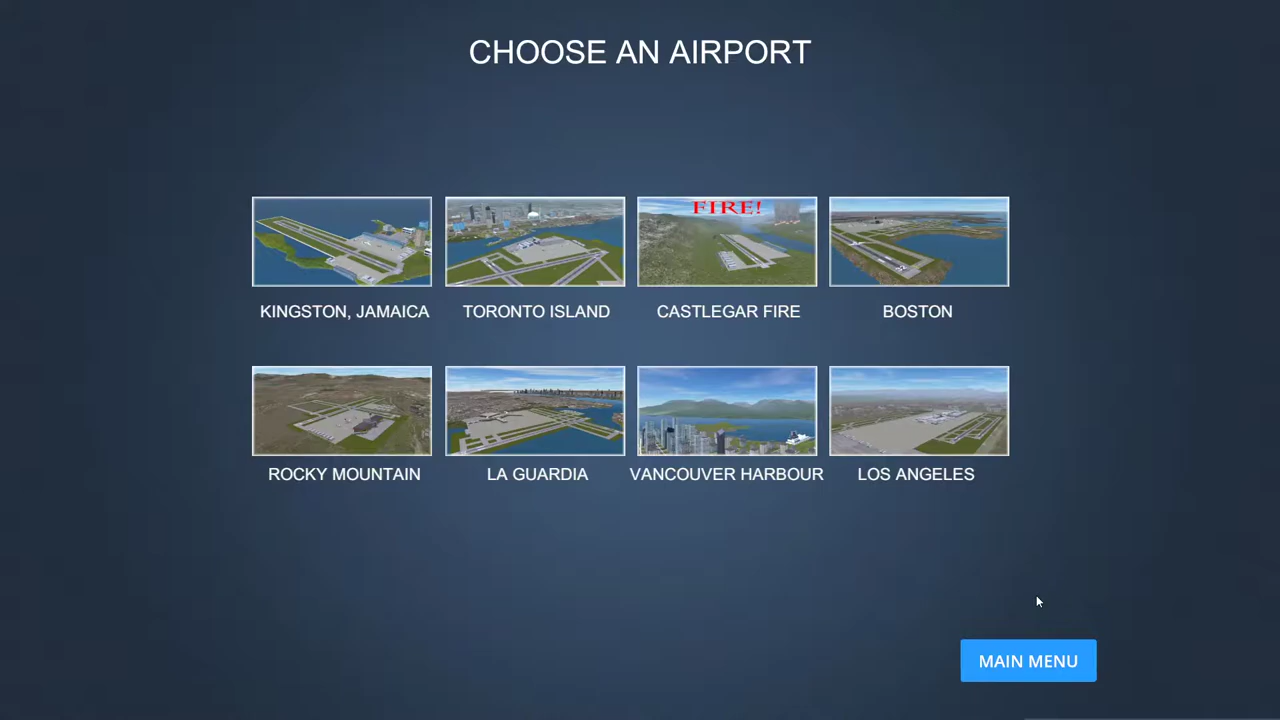 CHOOSE AN AIRPORT
FIRE!
KINGSTON, JAMAICA
TORONTO ISLAND
CASTLEGAR FIRE
BOSTON
ROCKY MOUNTAIN
LA GUARDIA
VANCOUVER HARBOUR
LOS ANGELES
MAIN MENU